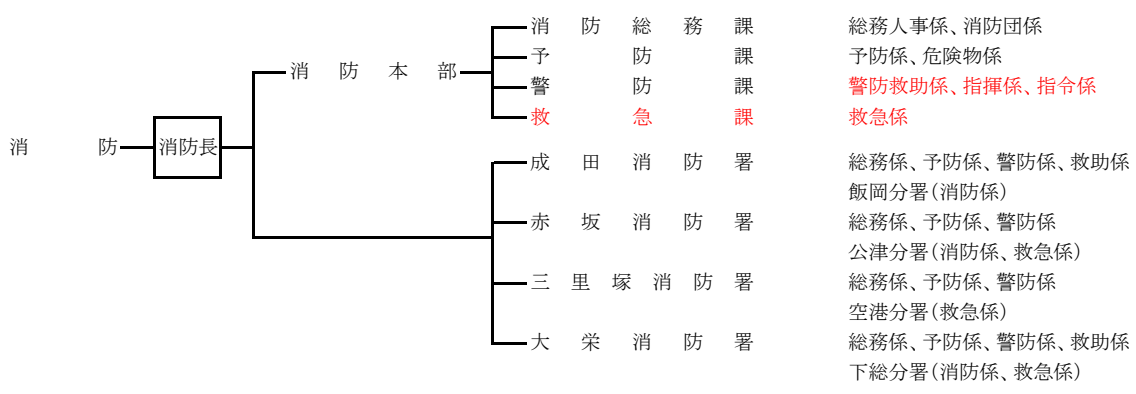 消防総務課 総務人事係、消防団係
予防課 予防係、危険物係
消防本部
警防課 警防救助係、指揮係、指令係
救急課 救急係
消防 消防長
成田消防署 総務係、予防係、警防係、救助係
飯岡分署(消防係)
赤坂消防署 総務係、予防係、警防係
公津分署(消防係、救急係)
三里塚消防署 総務係、予防係、警防係
空港分署(救急係)
大栄消防署 総務係、予防係、警防係、救助係
下総分署(消防係、救急係)